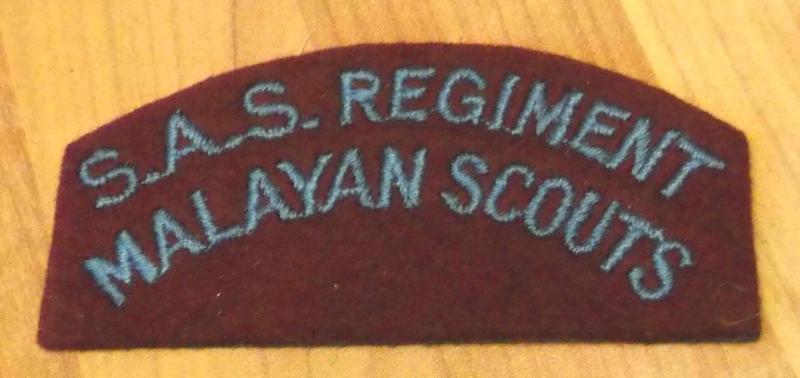 S.A.S. REGIMENT
MALAYAN SCOUTS